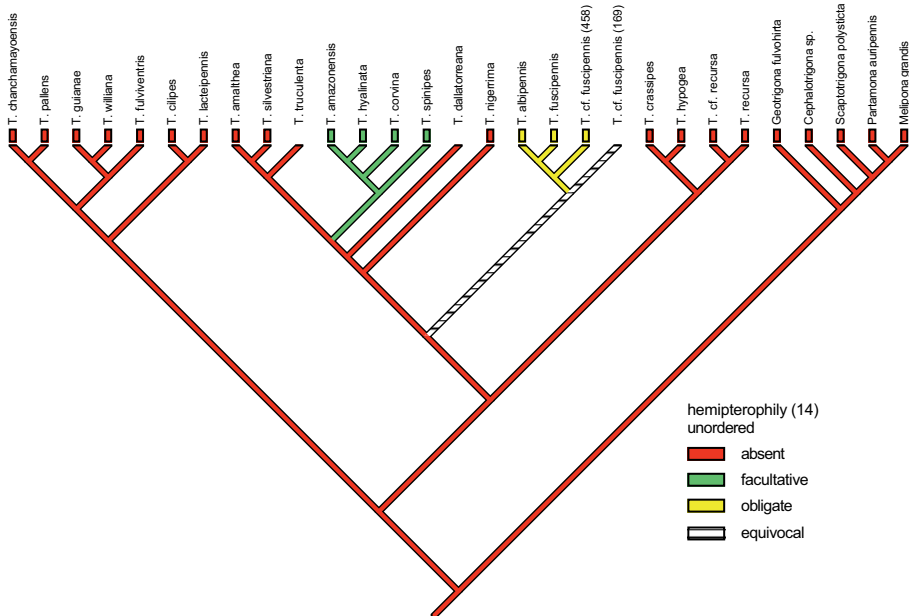 T. chanchamayoensis
T. pallens
T. guianae
T. williana
T. fulviventris
T. cilipes
T. lacteipennis
T. amalthea
T. silvestriana
T. truculenta
T. amazonensis
T. hyalinata
T. corvina
T. spinipes
T. dallatorreana
T. nigerrima
T. albipennis
T. fuscipennis
T. cf. fuscipennis (458)
T. cf. fuscipennis (169)
T. crassipes
T. hypogea
T. cf. recursa
T. recursa
Geotrigona fulvohirta
Cephalotrigona sp.
Scaptotrigona polysticta
Partamona auripennis
Melipona grandis
hemipterophily (14)
unordered
absent
facultative
obligate
equivocal